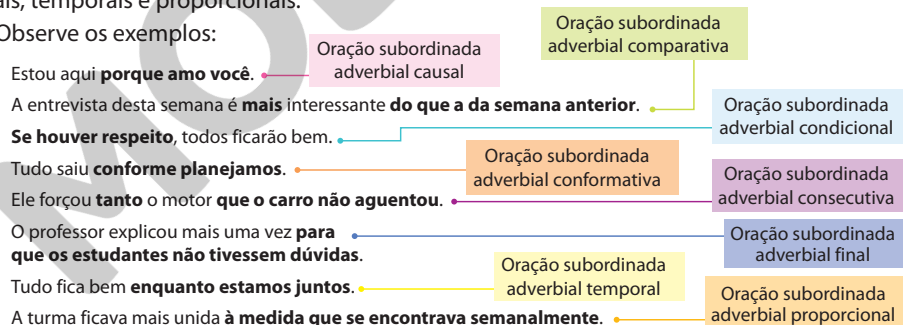 ais, temporais e proporcionais.
Observe os exemplos:
Oração subordinada
adverbial causal
Oração subordinada
adverbial comparativa
Estou aqui porque amo você.
A entrevista desta semana é mais interessante do que a da semana anterior.
Oração subordinada
adverbial condicional
Se houver respeito, todos ficarão bem.
Tudo saiu conforme planejamos.
Oração subordinada
adverbial conformativa
Oração subordinada
adverbial consecutiva
Ele forçou tanto o motor que o carro não aguentou.
O professor explicou mais uma vez para
que os estudantes não tivessem dúvidas.
Oração subordinada
adverbial final
Tudo fica bem enquanto estamos juntos.
Oração subordinada
adverbial temporal
Oração subordinada
adverbial proporcional
A turma ficava mais unida à medida que se encontrava semanalmente.